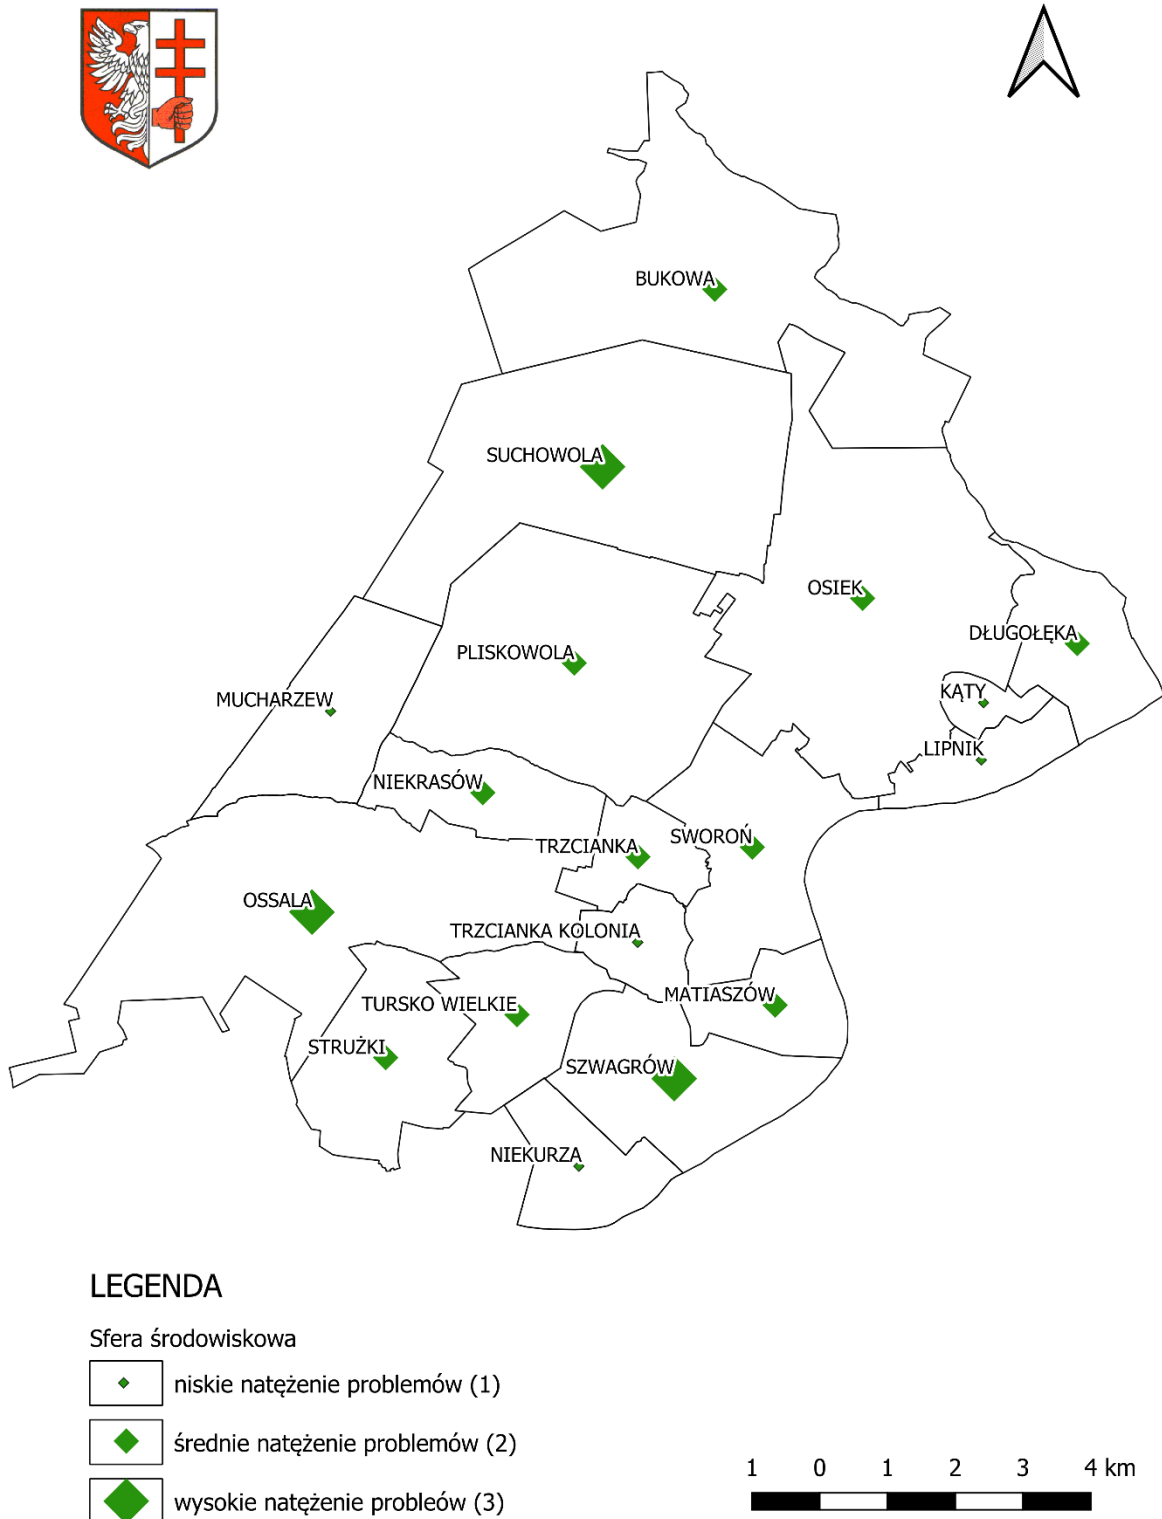 BUKOWA
SUCHOWOLA
OSIEK
DŁUGOŁĘKA
PLISKOWOLA
KĄTY
MUCHARZEW
LIPNIK
NIEKRASÓW
SWOROŃ
TRZCIANKA
OSSALA
TRZCIANKA KOLONIA
MATIASZÓW
TURSKO WIELKIE
STRUŻKI
SZWAGRÓW
NIEKURZA
LEGENDA
Sfera środowiskowa
niskie natężenie problemów (1)
średnie natężenie problemów (2)
wysokie natężenie probleów (3)
1 0 1 2 3 4 km